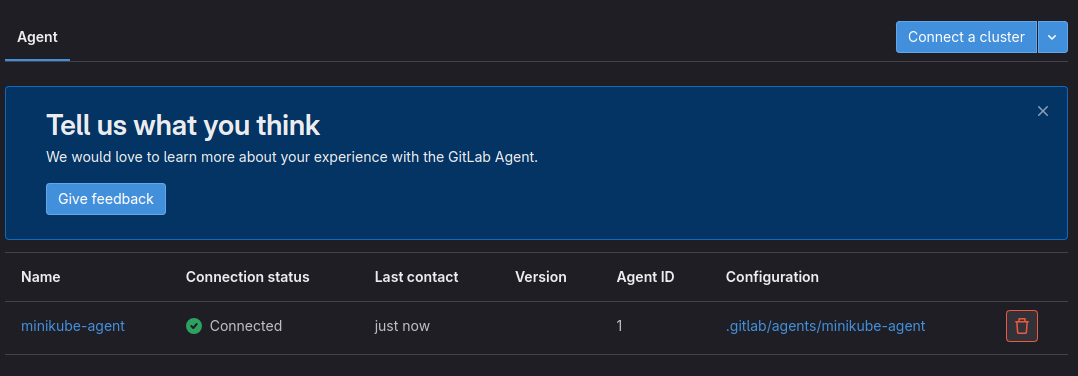 Agent
Connect a cluster
Tell us what you think
We would love to learn more about your experience with the GitLab Agent.
Give feedback
Name Connection status Last contact Version Agent ID Configuration
minikube-agent Connected just now 1 .gitlab/agents/minikube-agent